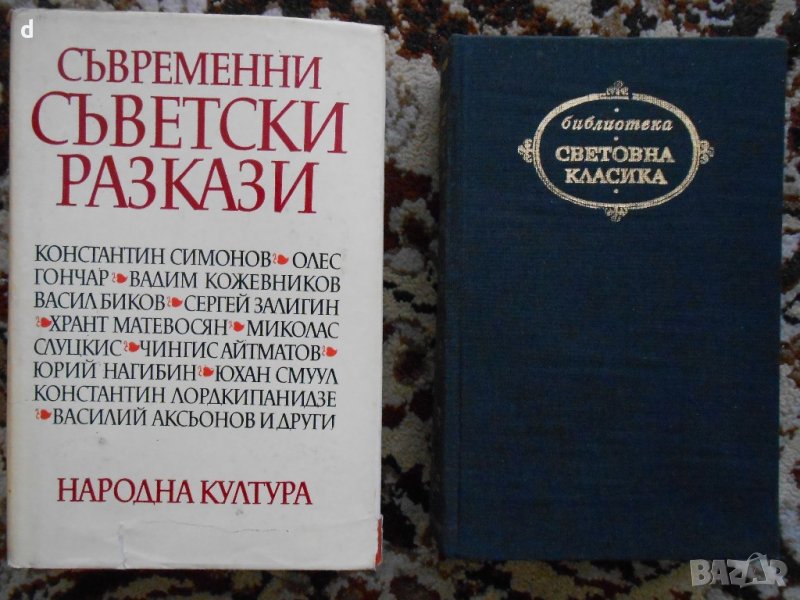 d
СЪВРЕМЕННИ
СЪВЕТСКИ
РАЗКАЗИ
КОНСТАНТИН СИМОНОВ ОЛЕС
ГОНЧАР ВАДИМ КОЖЕВНИКОВ
ВАСИЛ БИКОВ СЕРГЕЙ ЗАЛИГИН
ХРАНТ МАТЕВОСЯН МИКОЛАС
СЛУЦКИС ЧИНГИС АЙТМАТОВ
ЮРИЙ НАГИБИН ЮХАН СМУУЛ
КОНСТАНТИН ЛОРДКИПАНИДЗЕ
ВАСИЛИЙ АКСЬОНОВ И ДРУГИ
НАРОДНА КУЛТУРА
библиотека
СВЕТОВНА
КЛАСИКА
BAZAR